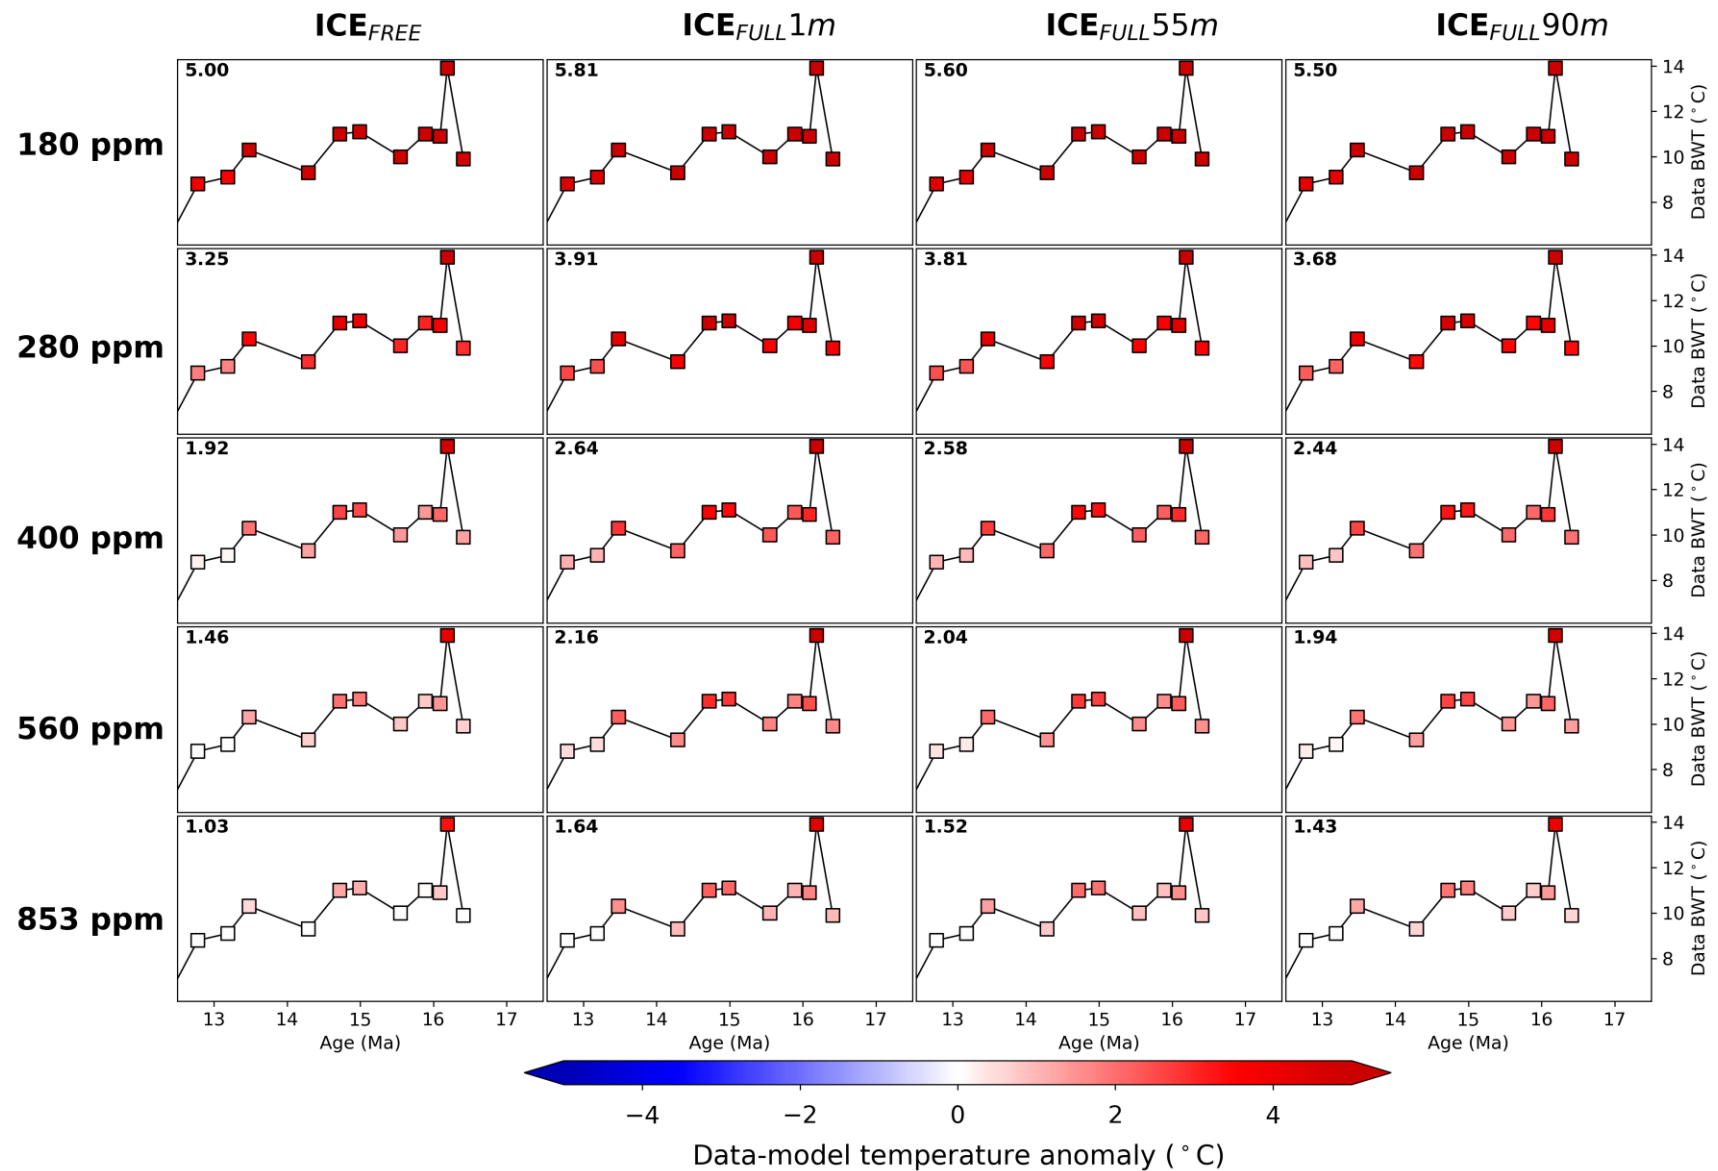 ICE_FREE ICE_FULL1m ICE_FULL55m ICE_FULL90m
180 ppm 5.00 5.81 5.60 5.50
14
12
10
8
Data BWT (°C)
280 ppm 3.25 3.91 3.81 3.68
14
12
10
8
Data BWT (°C)
400 ppm 1.92 2.64 2.58 2.44
14
12
10
8
Data BWT (°C)
560 ppm 1.46 2.16 2.04 1.94
14
12
10
8
Data BWT (°C)
853 ppm 1.03 1.64 1.52 1.43
14
12
10
8
Data BWT (°C)
13 14 15 16 17 13 14 15 16 17 13 14 15 16 17 13 14 15 16 17
Age (Ma) Age (Ma) Age (Ma) Age (Ma)
−4 −2 0 2 4
Data-model temperature anomaly (°C)